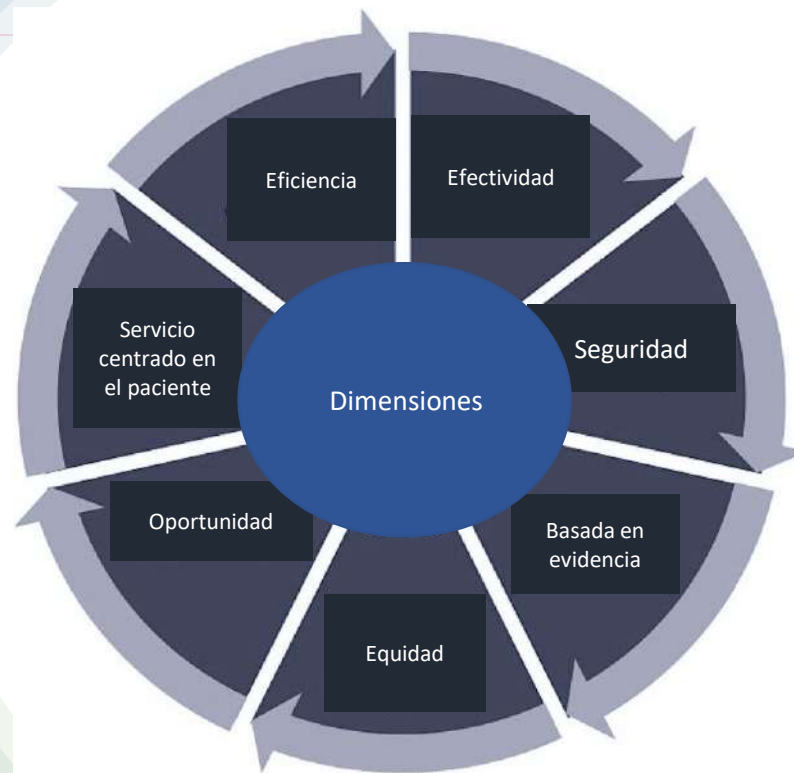 Eficiencia
Efectividad
Servicio
centrado en
el paciente
Seguridad
Dimensiones
Oportunidad
Basada en
evidencia
Equidad